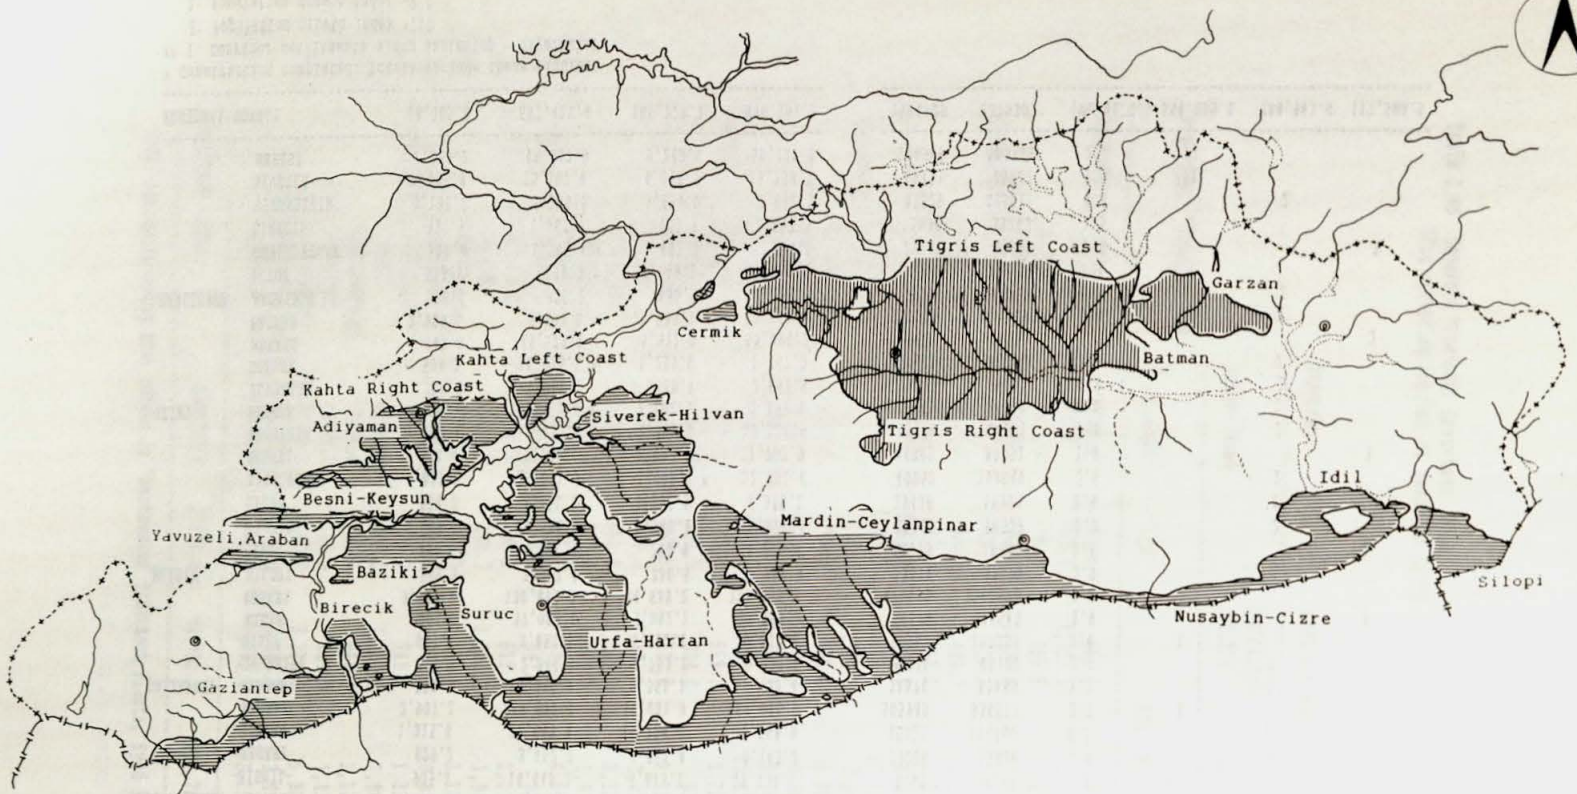 Tigris Left Coast
Garzan
Cermik
Kahta Left Coast
Batman
Kahta Right Coast
Siverek-Hilvan
Adiyaman
Tigris Right Coast
Idil
Besni-Keysun
Mardin-Ceylanpinar
Yavuzeli,Araban
Baziki
Silopi
Birecik
Suruc
Nusaybin-Cizre
Urfa-Harran
Gaziantep